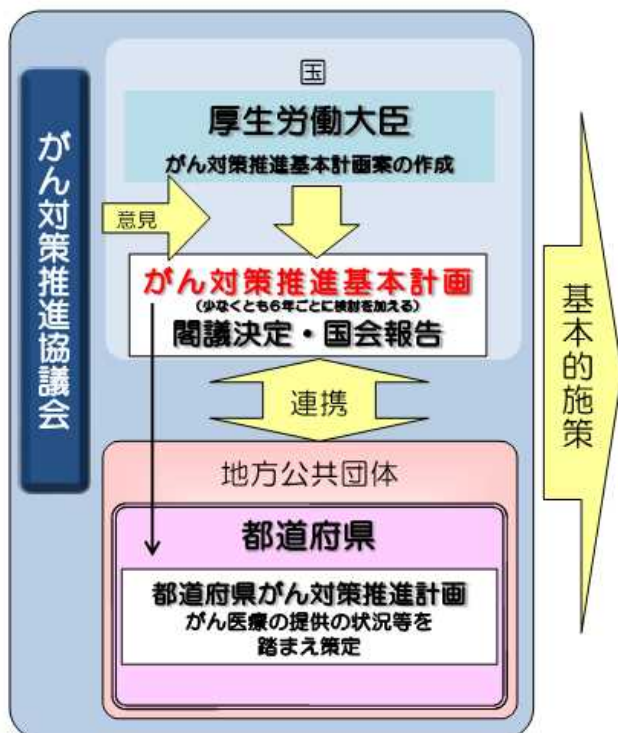 がん対策推進協議会
国
厚生労働大臣
がん対策推進基本計画案の作成
意見
がん対策推進基本計画
(少なくとも6年ごとに検討を加える)
閣議決定・国会報告
連携
地方公共団体
都道府県
都道府県がん対策推進計画
がん医療の提供の状況等を
踏まえ策定
基本的施策